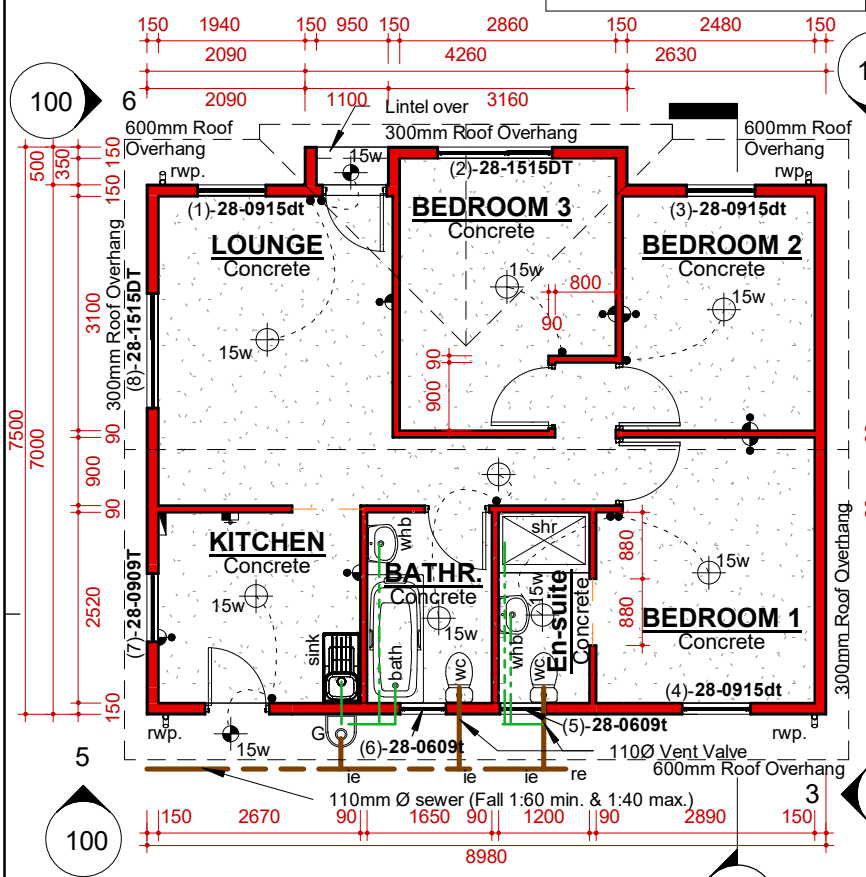 150 1940 150 950 150 2860 150 2480 150
2090 4260 2630
2090 1100 3160
100 6
Lintel over
600mm Roof
Overhang
300mm Roof Overhang
600mm Roof
Overhang
500
350
150
150
rwp.
15w
(2)-28-1515DT
rwp.
(1)-28-0915dt
(3)-28-0915dt
LOUNGE
Concrete
BEDROOM 3
Concrete
BEDROOM 2
Concrete
300mm Roof Overhang
(8)-28-1515DT
3100
15w
15w
800
90
15w
90
900
7500
7000
90
900
90
KITCHEN
Concrete
15w
whb
BATHR.
Concrete
15w
shr
15w
En-suite
Concrete
whb
880
880
15w
BEDROOM 1
Concrete
300mm Roof Overhang
2520
(7)-28-0909T
sink
bath
wc
wc
150
(4)-28-0915dt
rwp.
15w
G
(6)-28-0609t
(5)-28-0609t
rwp.
110Ø Vent Valve
600mm Roof Overhang
5
ie
ie
ie
re
110mm Ø sewer (Fall 1:60 min. & 1:40 max.)
3
100
150 2670 90 1650 90 1200 90 2890 150
8980